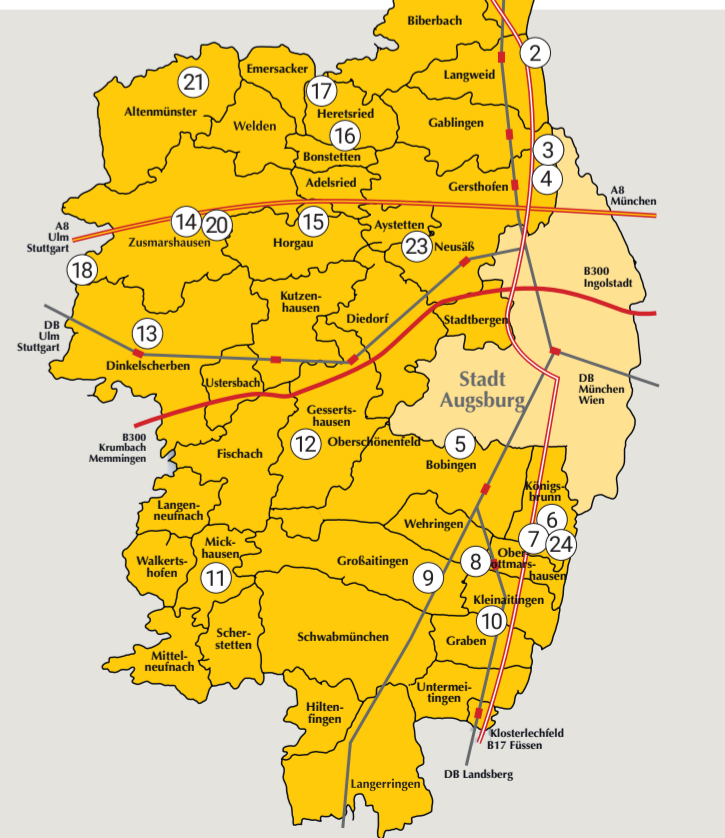 Biberbach
2
Langweid
Emersacker
21
17
Altenmünster
Heretsried
Gablingen
Welden
16
3
Bonstetten
Adelsried
Gersthofen
4
A8
München
14
20
15
Aystetten
A8
Ulm
Stuttgart
Zusmarshausen
Horgau
23
Neusäß
18
B300
Ingolstadt
Kutzen-
hausen
Diedorf
Stadtbergen
DB
Ulm
Stuttgart
13
Dinkelscherben
Ustersbach
Stadt
Augsburg
DB
München
Wien
Gesserts-
hausen
B300
Krumbach
Memmingen
12
Oberschönenfeld
5
Fischach
Bobingen
Königs-
brunn
Langen-
neufnach
Wehringen
6
7
24
Mick-
hausen
Walkerts-
hofen
Großaitingen
8
Ober-
ottmars-
hausen
11
9
Kleinaitingen
10
Scher-
stetten
Schwabmünchen
Graben
Mittel-
neufnach
Untermei-
tingen
Hilten-
fingen
Klosterlechfeld
B17 Füssen
DB Landsberg
Langerringen